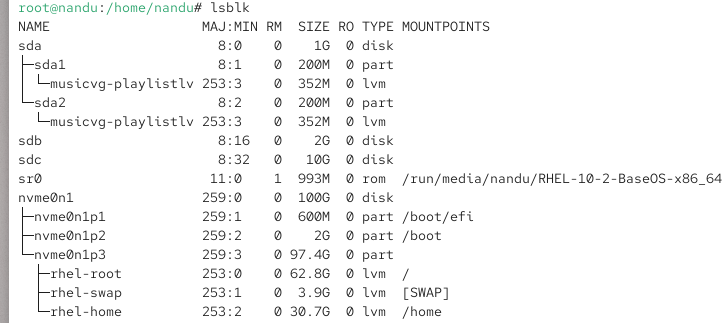 root@nandu:/home/nandu# lsblk
NAME                   MAJ:MIN RM  SIZE RO TYPE MOUNTPOINTS
sda                      8:0    0    1G  0 disk
├─sda1                   8:1    0  200M  0 part
│ └─musicvg-playlistlv 253:3    0  352M  0 lvm
└─sda2                   8:2    0  200M  0 part
  └─musicvg-playlistlv 253:3    0  352M  0 lvm
sdb                      8:16   0    2G  0 disk
sdc                      8:32   0   10G  0 disk
sr0                     11:0    1  993M  0 rom  /run/media/nandu/RHEL-10-2-BaseOS-x86_64
nvme0n1                259:0    0  100G  0 disk
├─nvme0n1p1            259:1    0  600M  0 part /boot/efi
├─nvme0n1p2            259:2    0    2G  0 part /boot
└─nvme0n1p3            259:3    0 97.4G  0 part
  ├─rhel-root          253:0    0 62.8G  0 lvm  /
  ├─rhel-swap          253:1    0  3.9G  0 lvm  [SWAP]
  └─rhel-home          253:2    0 30.7G  0 lvm  /home